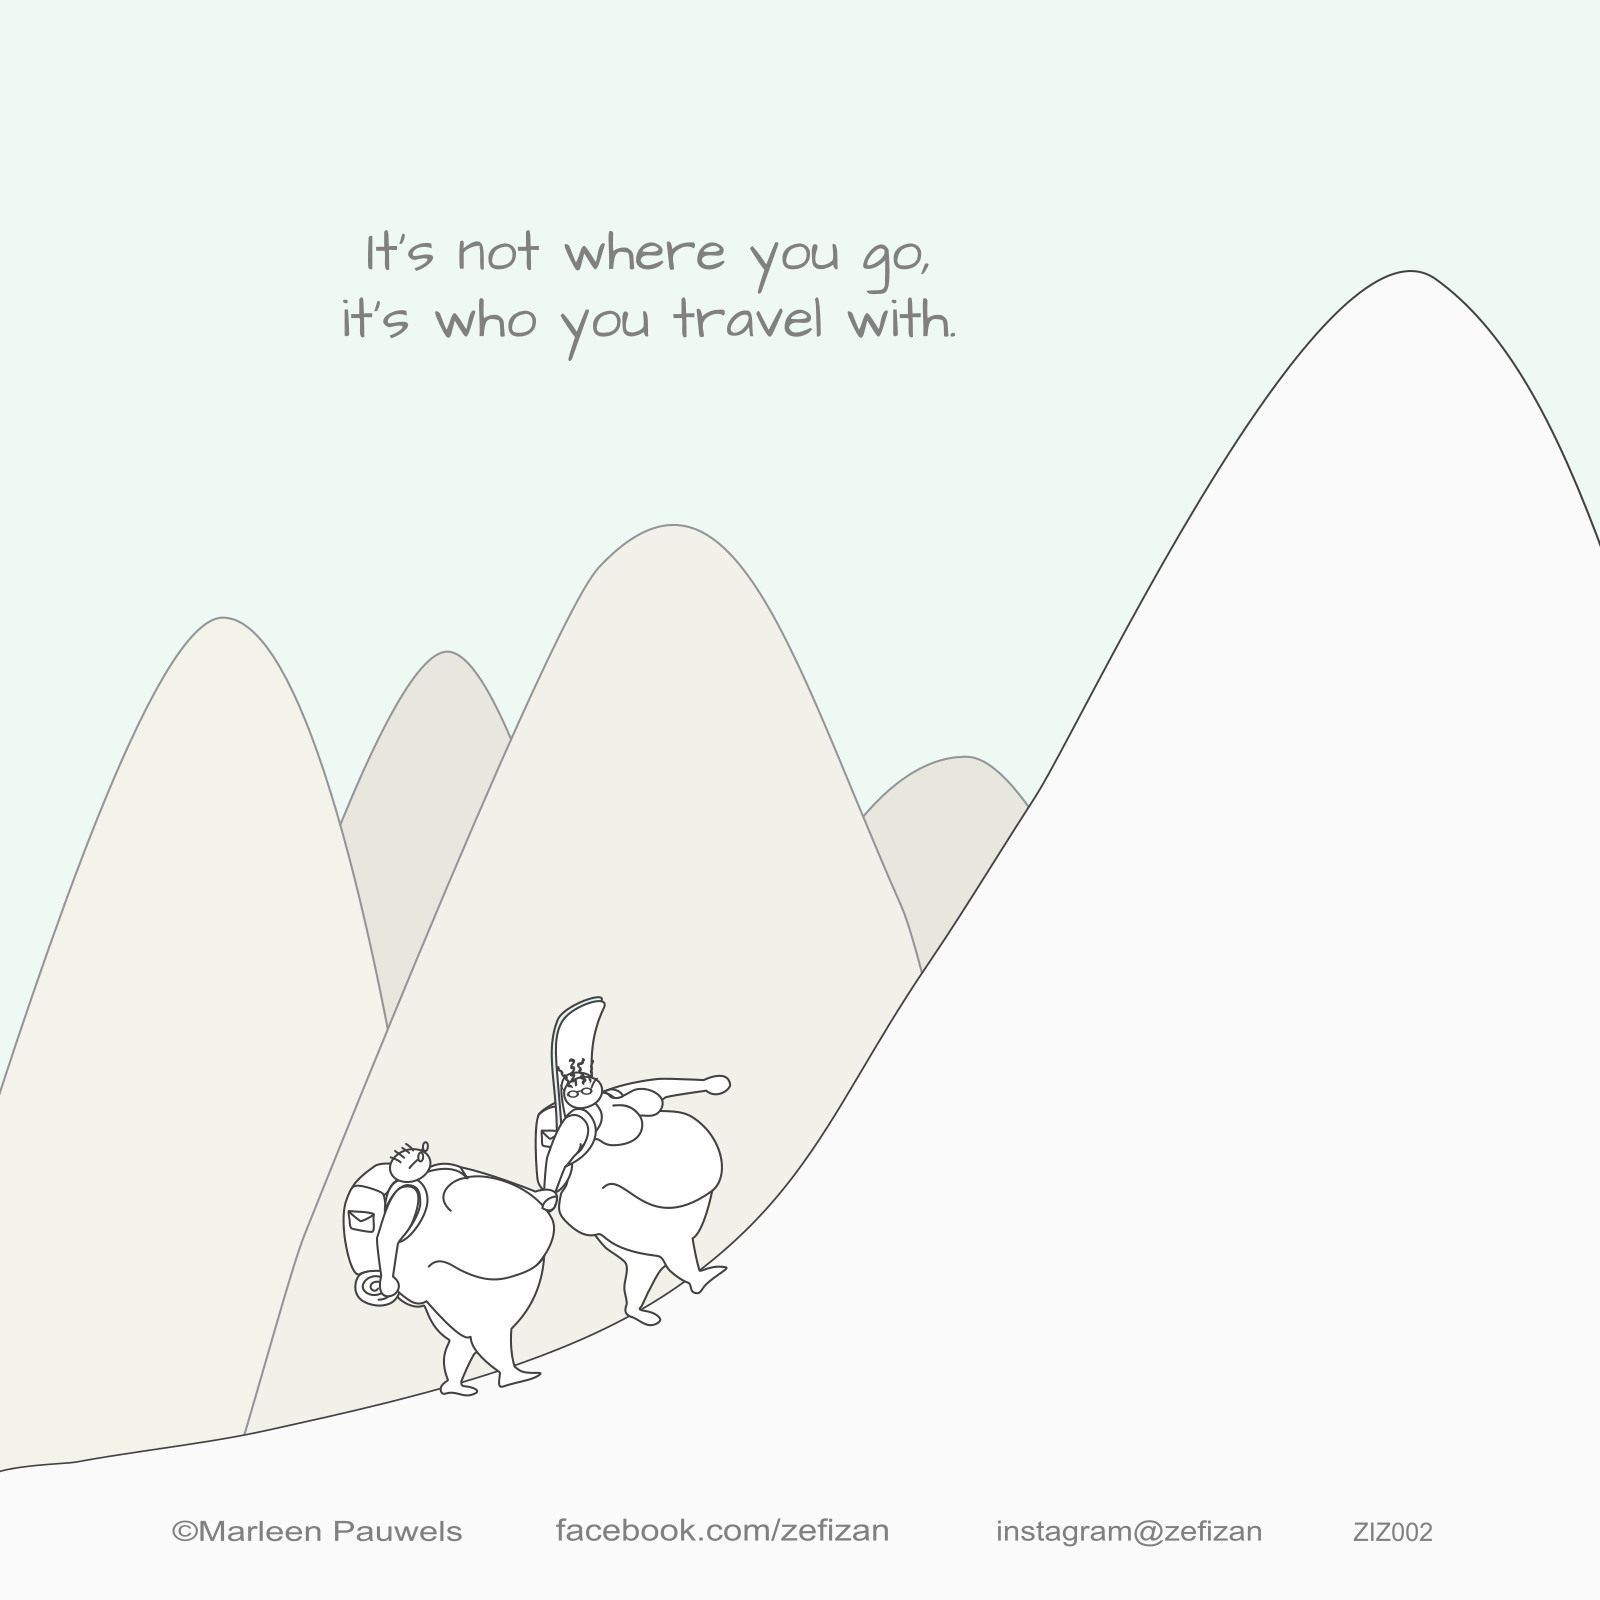 It's not where you go,
it's who you travel with.
©Marleen Pauwels facebook.com/zefizan instagram@zefizan ZIZ002